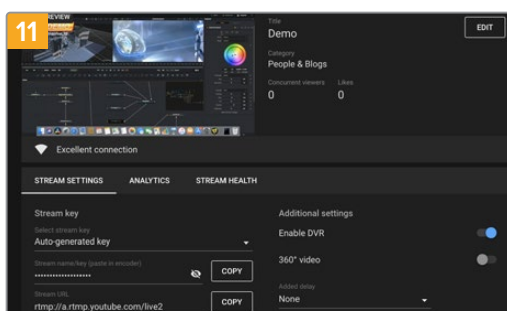 11
REVIEW
Title
Demo
EDIT
Category
People & Blogs
Concurrent viewers Likes
0 0
Excellent connection
STREAM SETTINGS ANALYTICS STREAM HEALTH
Stream key Additional settings
Select stream key
Auto-generated key
Enable DVR
360° video
Stream name/key (paste in encoder)
COPY
Added delay
None
Stream URL
rtmp://a.rtmp.youtube.com/live2
COPY